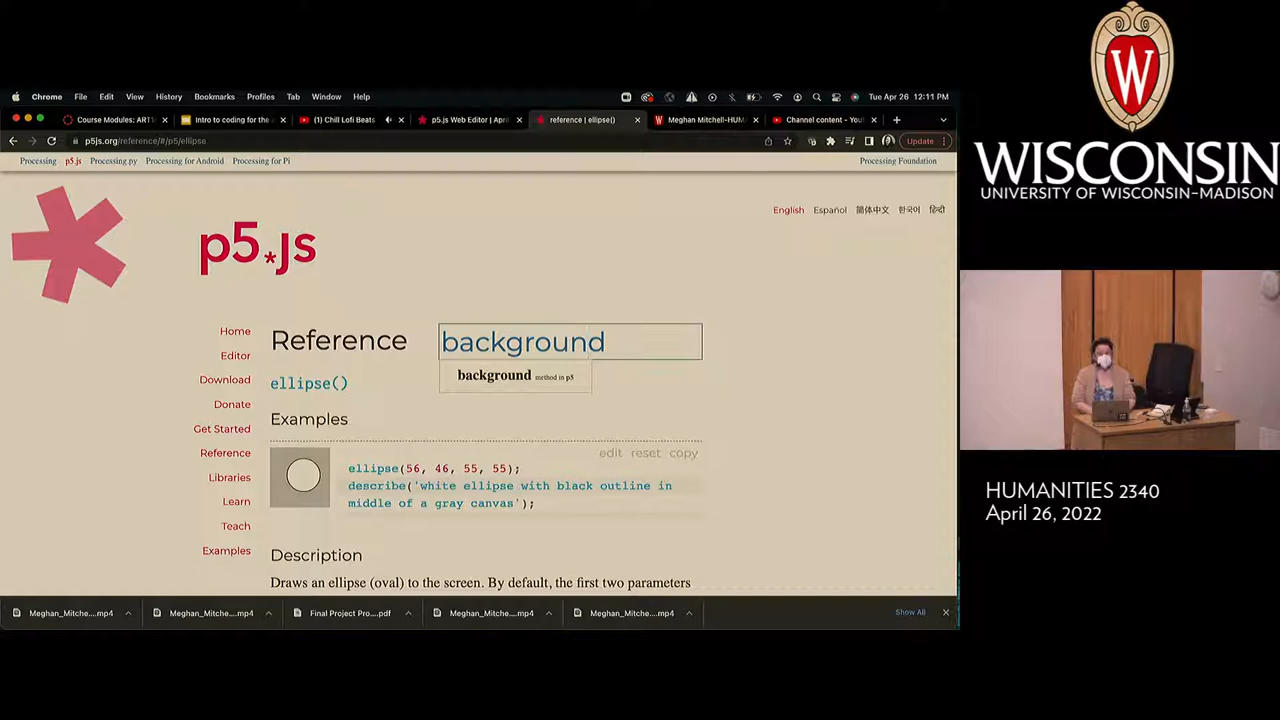 Chrome File Edit View History Bookmarks Profiles Tab Window Help Tue Apr 26 12:11 PM
Course Modules: ART1 Intro to coding for the a (1) Chill Lofi Beats p5.js Web Editor | April reference | ellipse() Meghan Mitchell-HUM Channel content - You
p5js.org/reference/#/p5/ellipse Update
Processing p5.js Processing.py Processing for Android Processing for Pi Processing Foundation
English Español 简体中文 한국어 हिन्दी
p5*js
Home
Editor
Download
Donate
Get Started
Reference
Libraries
Learn
Teach
Examples
Reference background
background method in p5
ellipse()
Examples
edit reset copy
ellipse(56, 46, 55, 55);
describe('white ellipse with black outline in
middle of a gray canvas');
Description
Draws an ellipse (oval) to the screen. By default, the first two parameters
Meghan_Mitche....mp4 Meghan_Mitche....mp4 Final Project Pro....pdf Meghan_Mitche....mp4 Meghan_Mitche....mp4 Show All
W
WISCONSIN
UNIVERSITY OF WISCONSIN–MADISON
HUMANITIES 2340
April 26, 2022